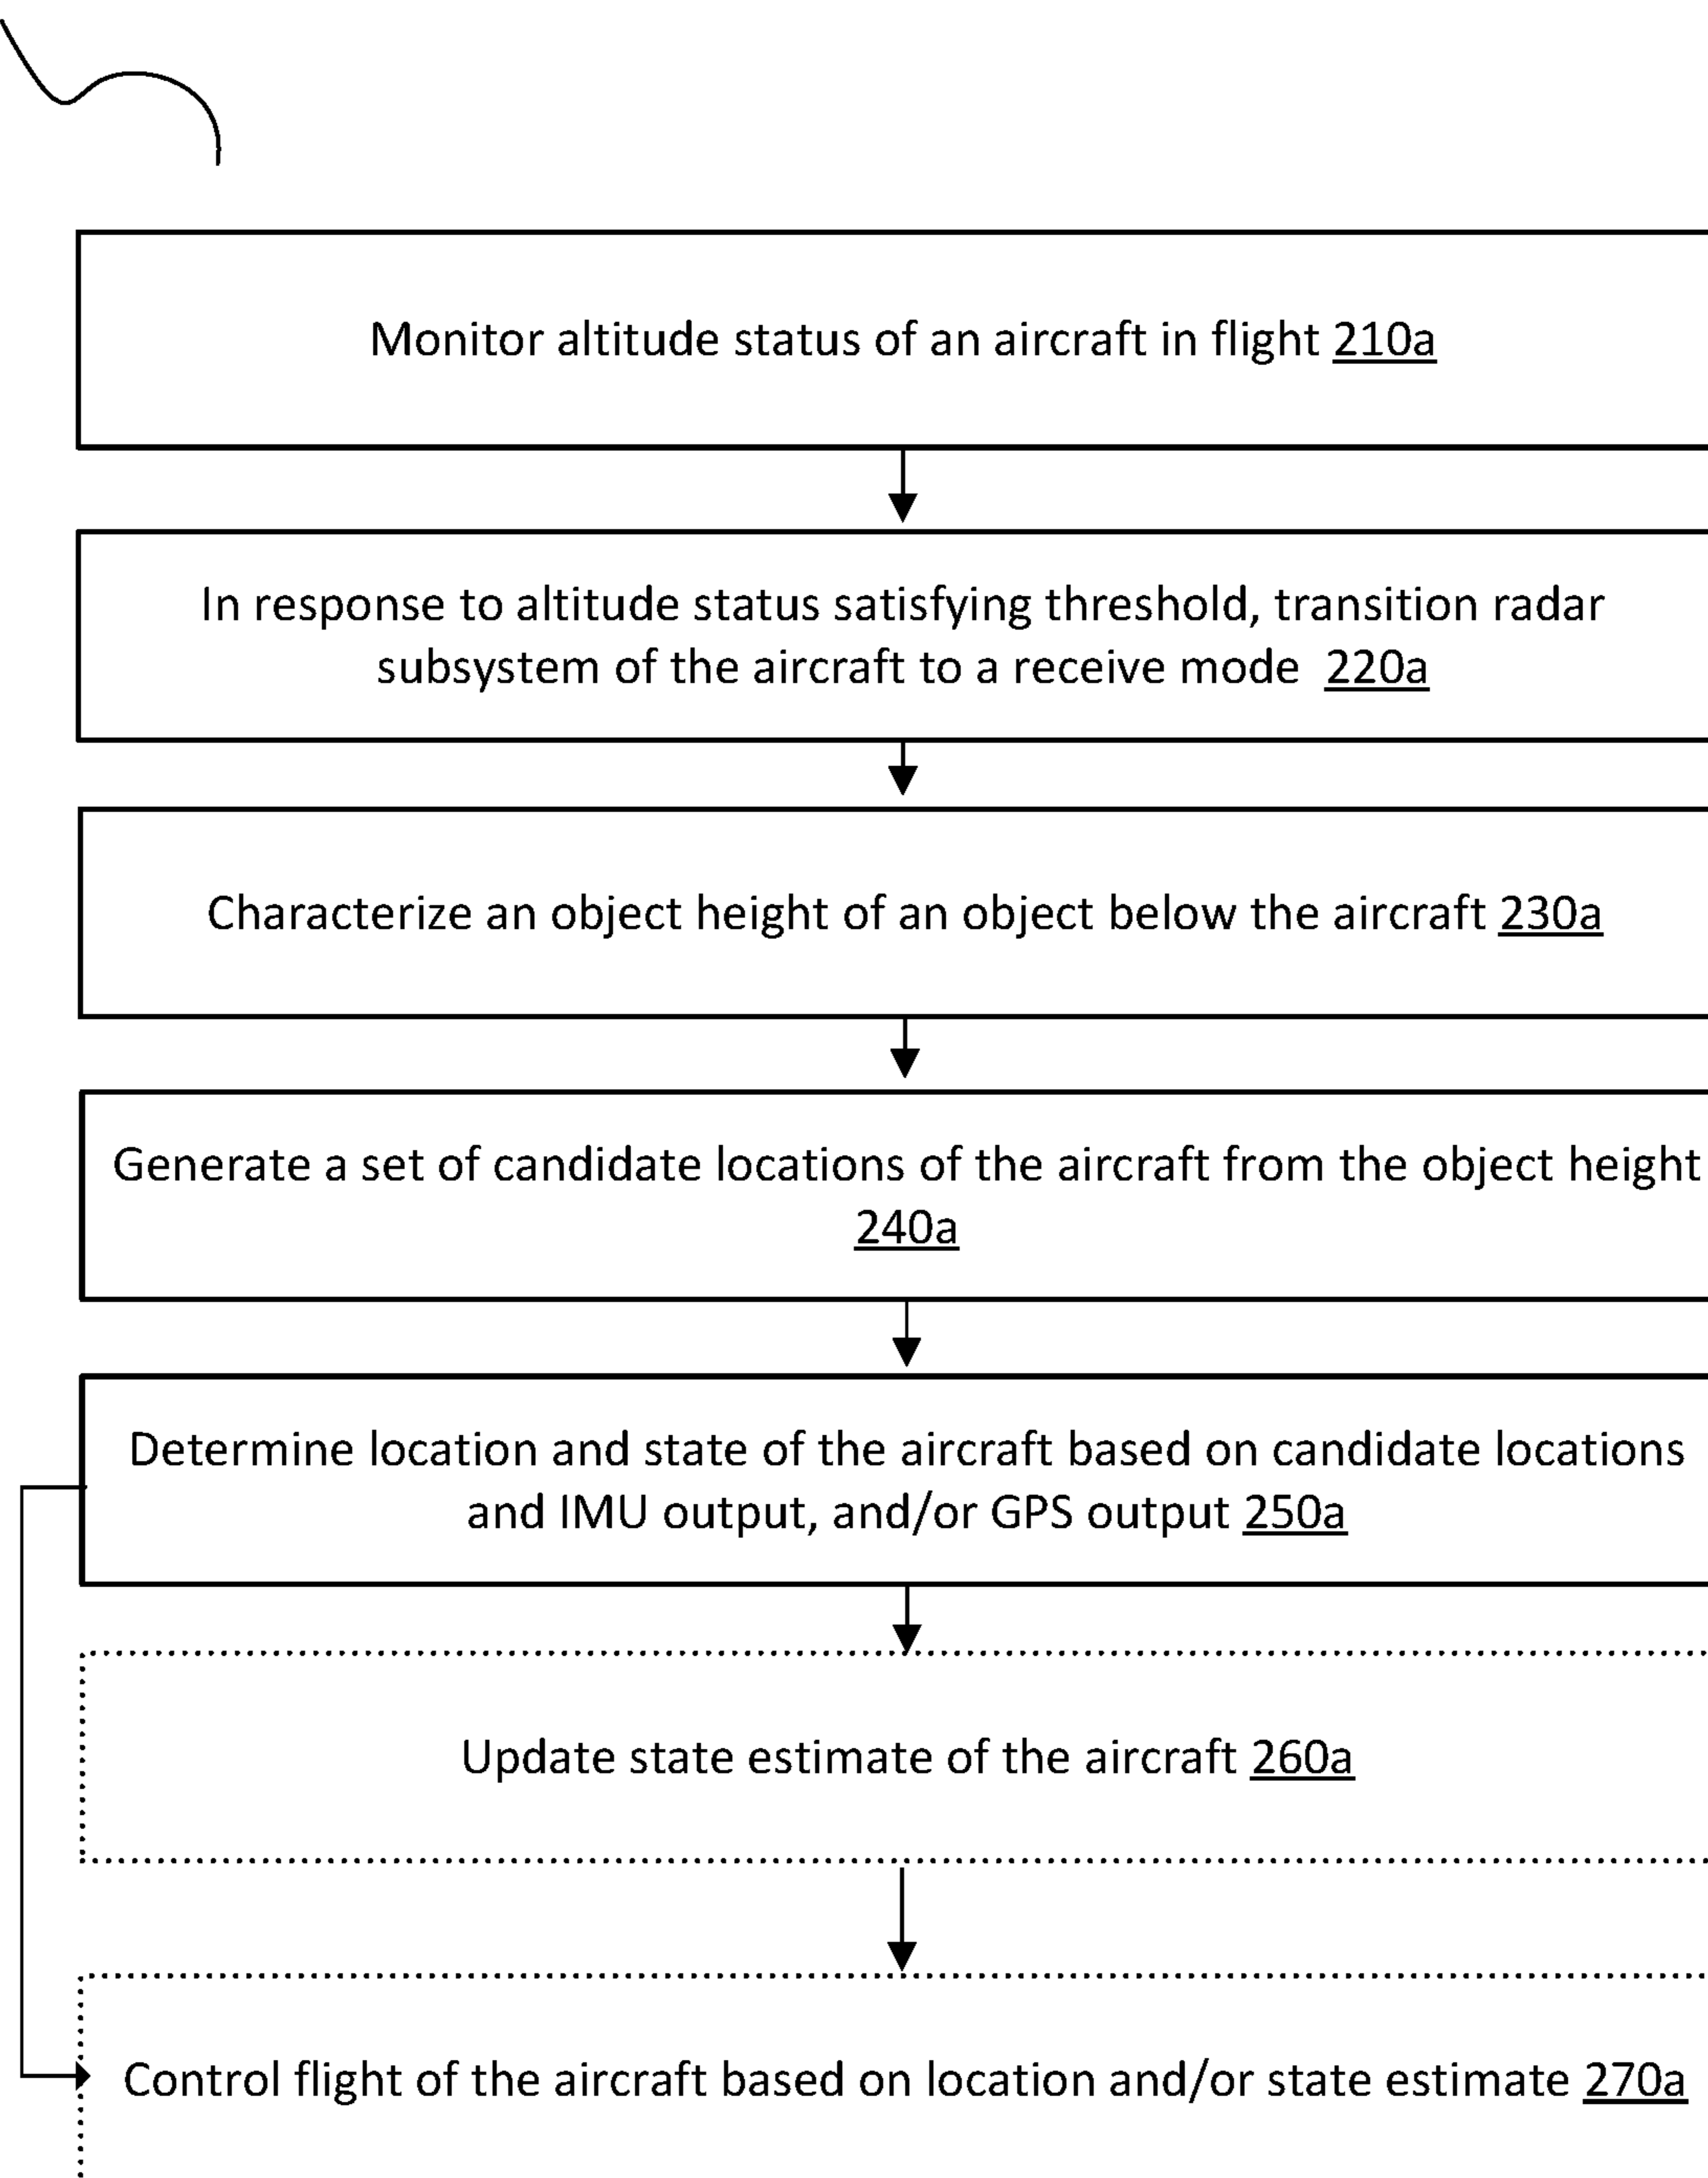 Monitor altitude status of an aircraft in flight 210a
In response to altitude status satisfying threshold, transition radar
subsystem of the aircraft to a receive mode 220a
Characterize an object height of an object below the aircraft 230a
Generate a set of candidate locations of the aircraft from the object height
240a
Determine location and state of the aircraft based on candidate locations
and IMU output, and/or GPS output 250a
Update state estimate of the aircraft 260a
Control flight of the aircraft based on location and/or state estimate 270a